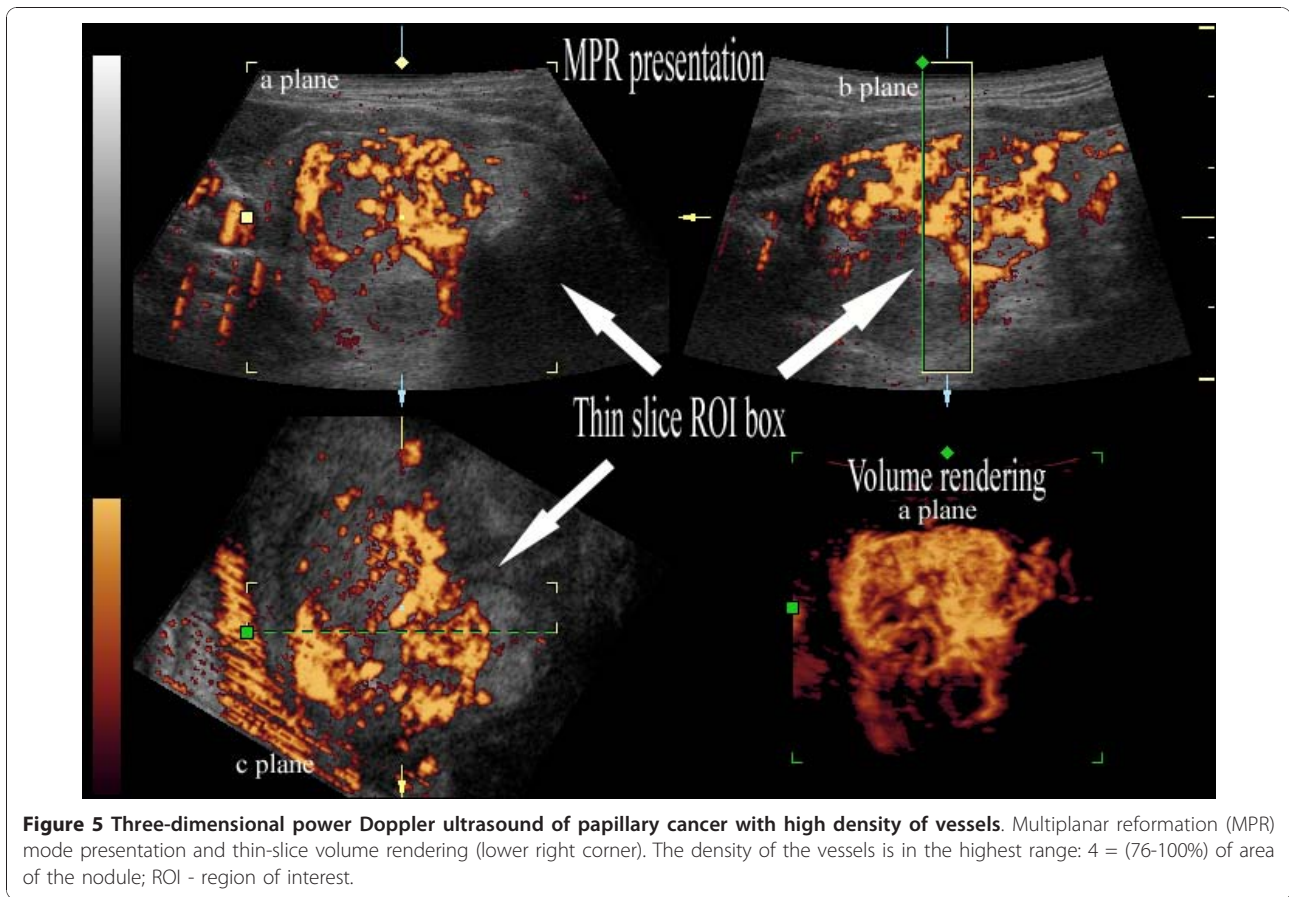 MPR presentation
a plane
b plane
Thin slice ROI box
Volume rendering
a plane
c plane
Figure 5 Three-dimensional power Doppler ultrasound of papillary cancer with high density of vessels. Multiplanar reformation (MPR)
mode presentation and thin-slice volume rendering (lower right corner). The density of the vessels is in the highest range: 4 = (76-100%) of area
of the nodule; ROI - region of interest.